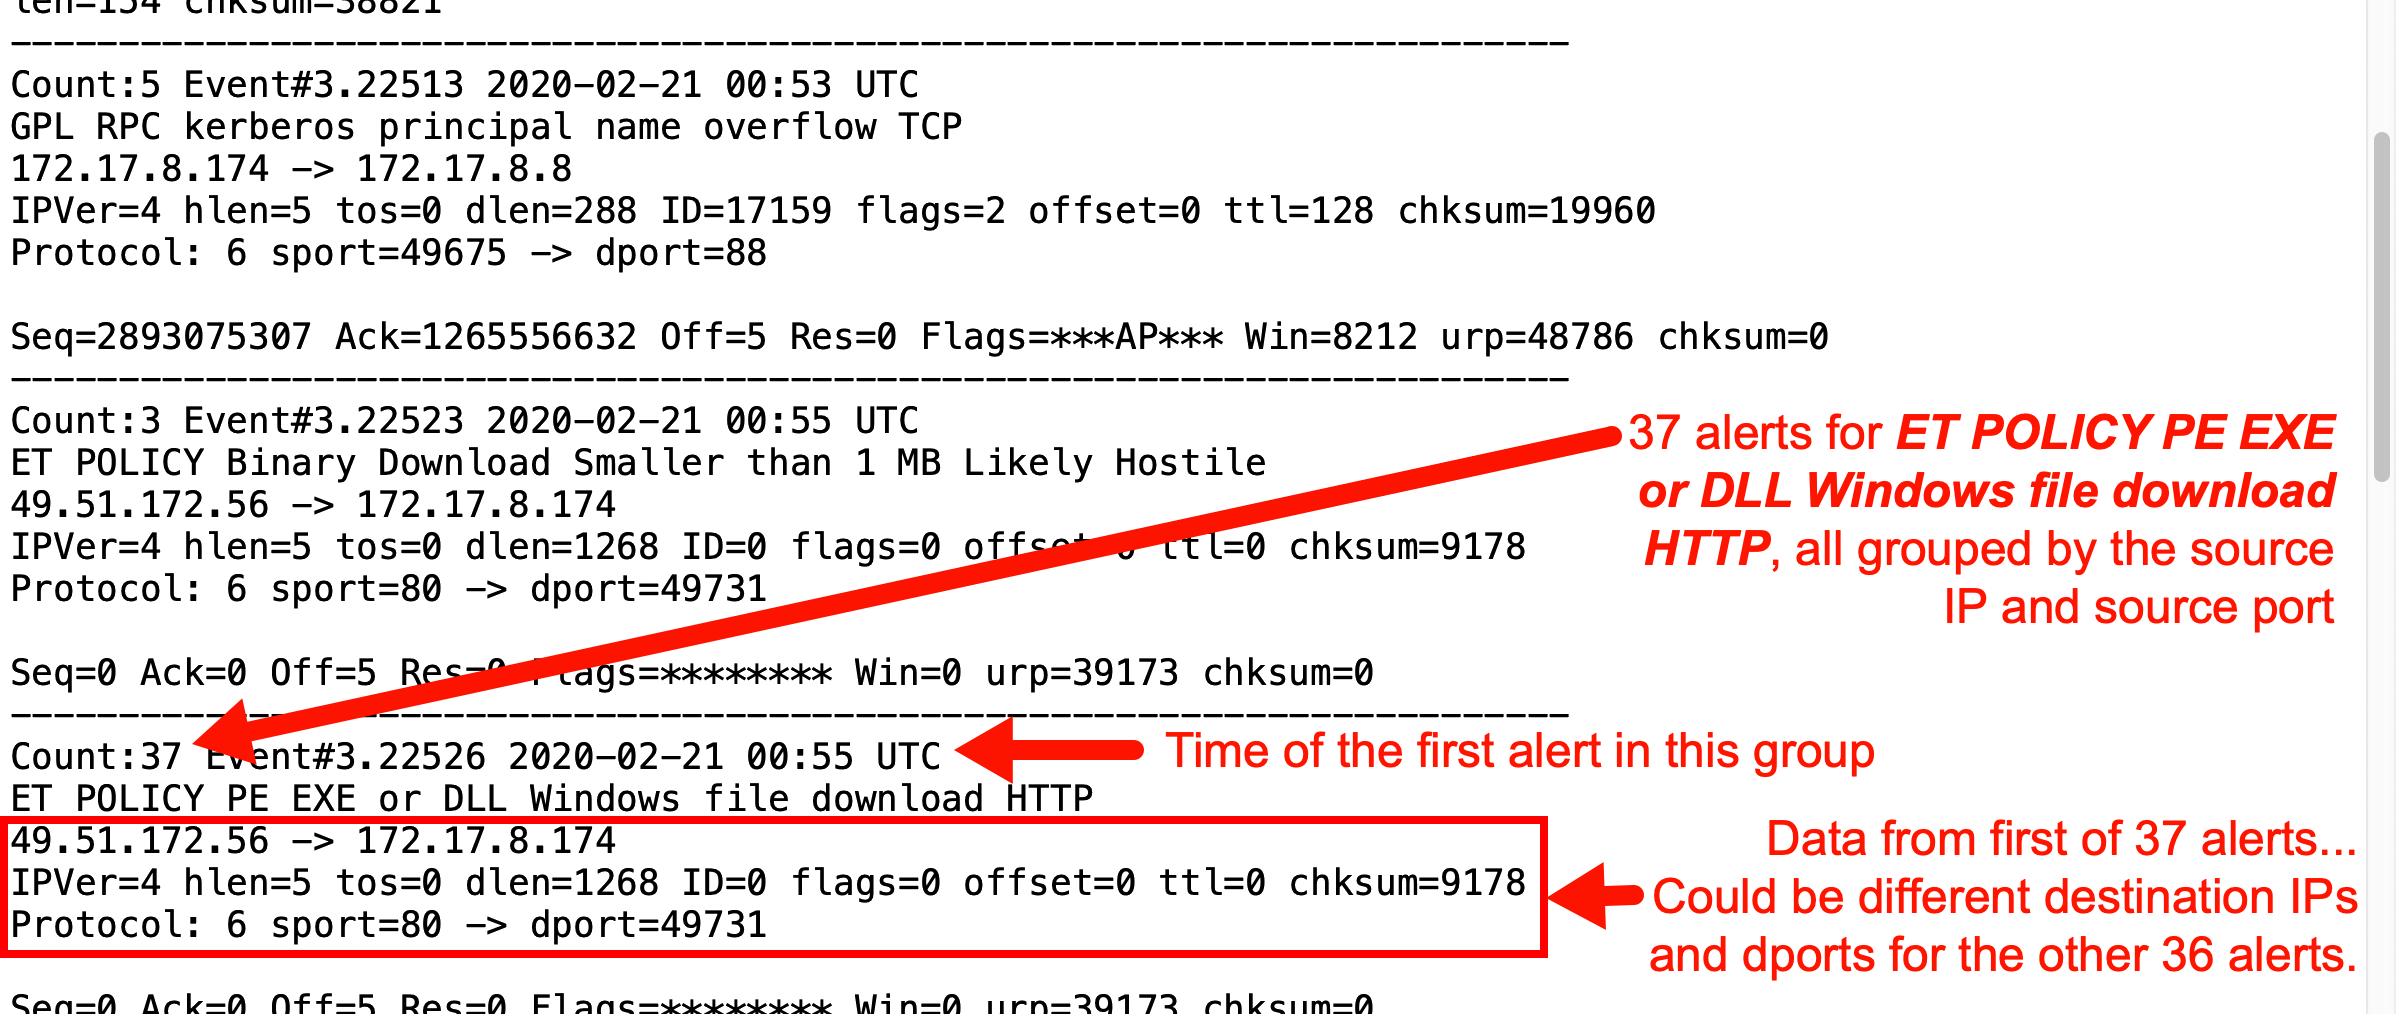 len=154 chksum=38821
------------------------------------------------------------------------
Count:5 Event#3.22513 2020-02-21 00:53 UTC
GPL RPC kerberos principal name overflow TCP
172.17.8.174 -> 172.17.8.8
IPVer=4 hlen=5 tos=0 dlen=288 ID=17159 flags=2 offset=0 ttl=128 chksum=19960
Protocol: 6 sport=49675 -> dport=88
Seq=2893075307 Ack=1265556632 Off=5 Res=0 Flags=***AP*** Win=8212 urp=48786 chksum=0
------------------------------------------------------------------------
Count:3 Event#3.22523 2020-02-21 00:55 UTC
ET POLICY Binary Download Smaller than 1 MB Likely Hostile
49.51.172.56 -> 172.17.8.174
IPVer=4 hlen=5 tos=0 dlen=1268 ID=0 flags=0 offset=0 ttl=0 chksum=9178
Protocol: 6 sport=80 -> dport=49731
Seq=0 Ack=0 Off=5 Res=0 Flags=******** Win=0 urp=39173 chksum=0
------------------------------------------------------------------------
37 alerts for ET POLICY PE EXE
or DLL Windows file download
HTTP, all grouped by the source
IP and source port
Count:37 Event#3.22526 2020-02-21 00:55 UTC
Time of the first alert in this group
ET POLICY PE EXE or DLL Windows file download HTTP
49.51.172.56 -> 172.17.8.174
IPVer=4 hlen=5 tos=0 dlen=1268 ID=0 flags=0 offset=0 ttl=0 chksum=9178
Protocol: 6 sport=80 -> dport=49731
Data from first of 37 alerts...
Could be different destination IPs
and dports for the other 36 alerts.
Seq=0 Ack=0 Off=5 Res=0 Flags=******** Win=0 urp=39173 chksum=0